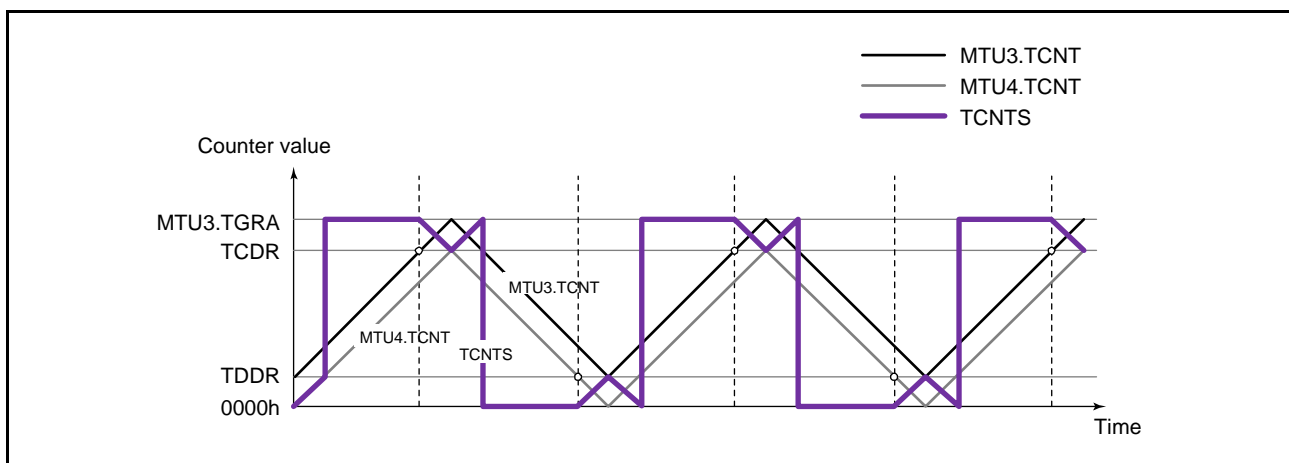 MTU3.TCNT
MTU4.TCNT
TCNTS
Counter value
MTU3.TGRA
TCDR
MTU3.TCNT
MTU4.TCNT
TCNTS
TDDR
0000h
Time